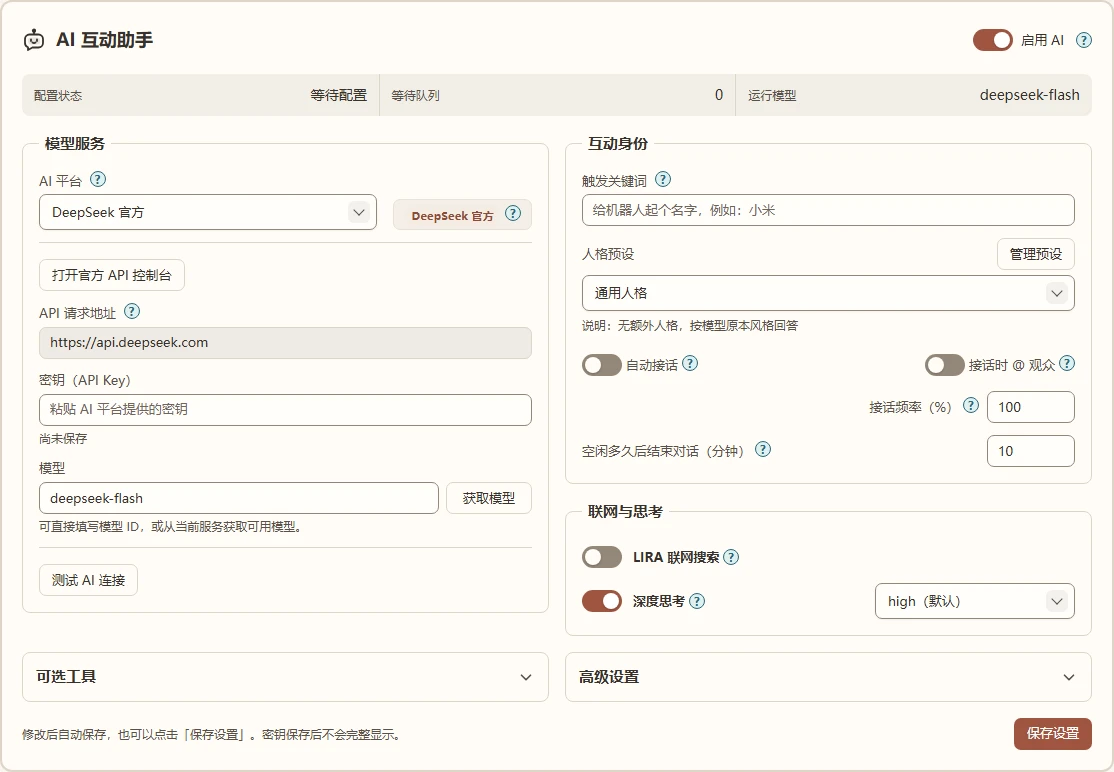 AI 互动助手
启用 AI ?
配置状态 等待配置 等待队列 0 运行模型 deepseek-flash
模型服务
AI 平台 ?
DeepSeek 官方
DeepSeek 官方 ?
打开官方 API 控制台
API 请求地址 ?
https://api.deepseek.com
密钥（API Key）
粘贴 AI 平台提供的密钥
尚未保存
模型
deepseek-flash
获取模型
可直接填写模型 ID，或从当前服务获取可用模型。
测试 AI 连接
互动身份
触发关键词 ?
给机器人起个名字，例如：小米
人格预设
管理预设
通用人格
说明：无额外人格，按模型原本风格回答
自动接话 ?
接话时 @ 观众 ?
接话频率（%） ? 100
空闲多久后结束对话（分钟） ? 10
联网与思考
LIRA 联网搜索 ?
深度思考 ?
high（默认）
可选工具
高级设置
修改后自动保存，也可以点击「保存设置」。密钥保存后不会完整显示。
保存设置